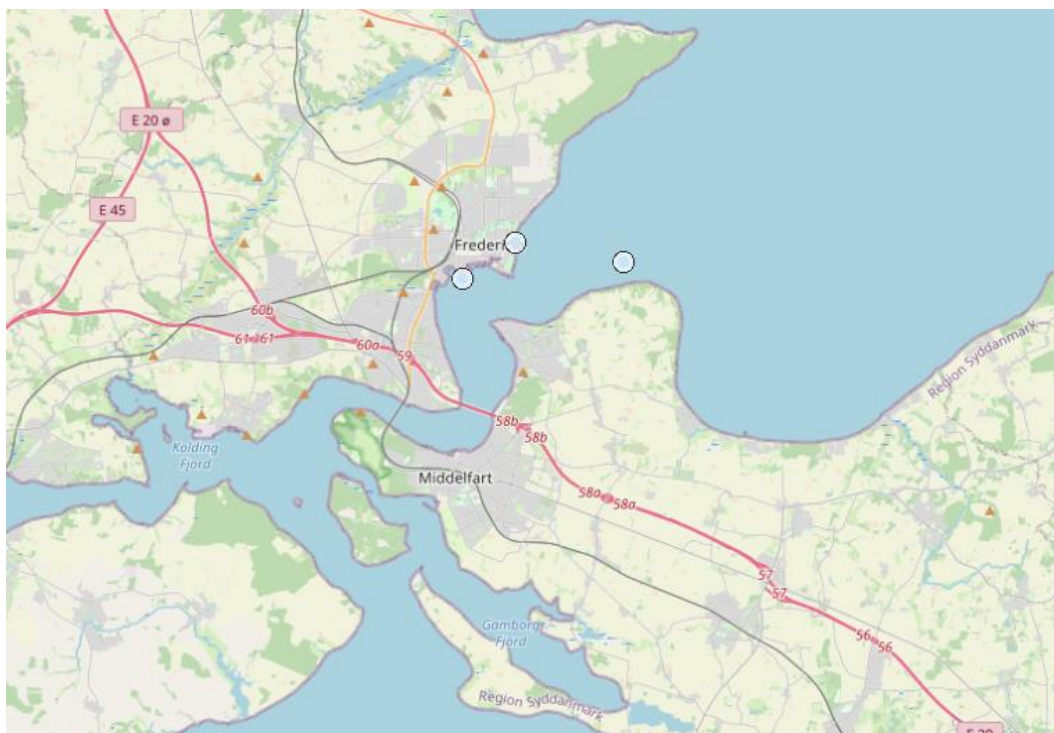 E 20 ø
E 45
Frederi
60b
61
61
60a
59
58b
58b
Region Syddanmark
Kolding
Fjord
Middelfart
58a
58a
57
57
Gamborg
Fjord
56
56
Region Syddanmark
E 20